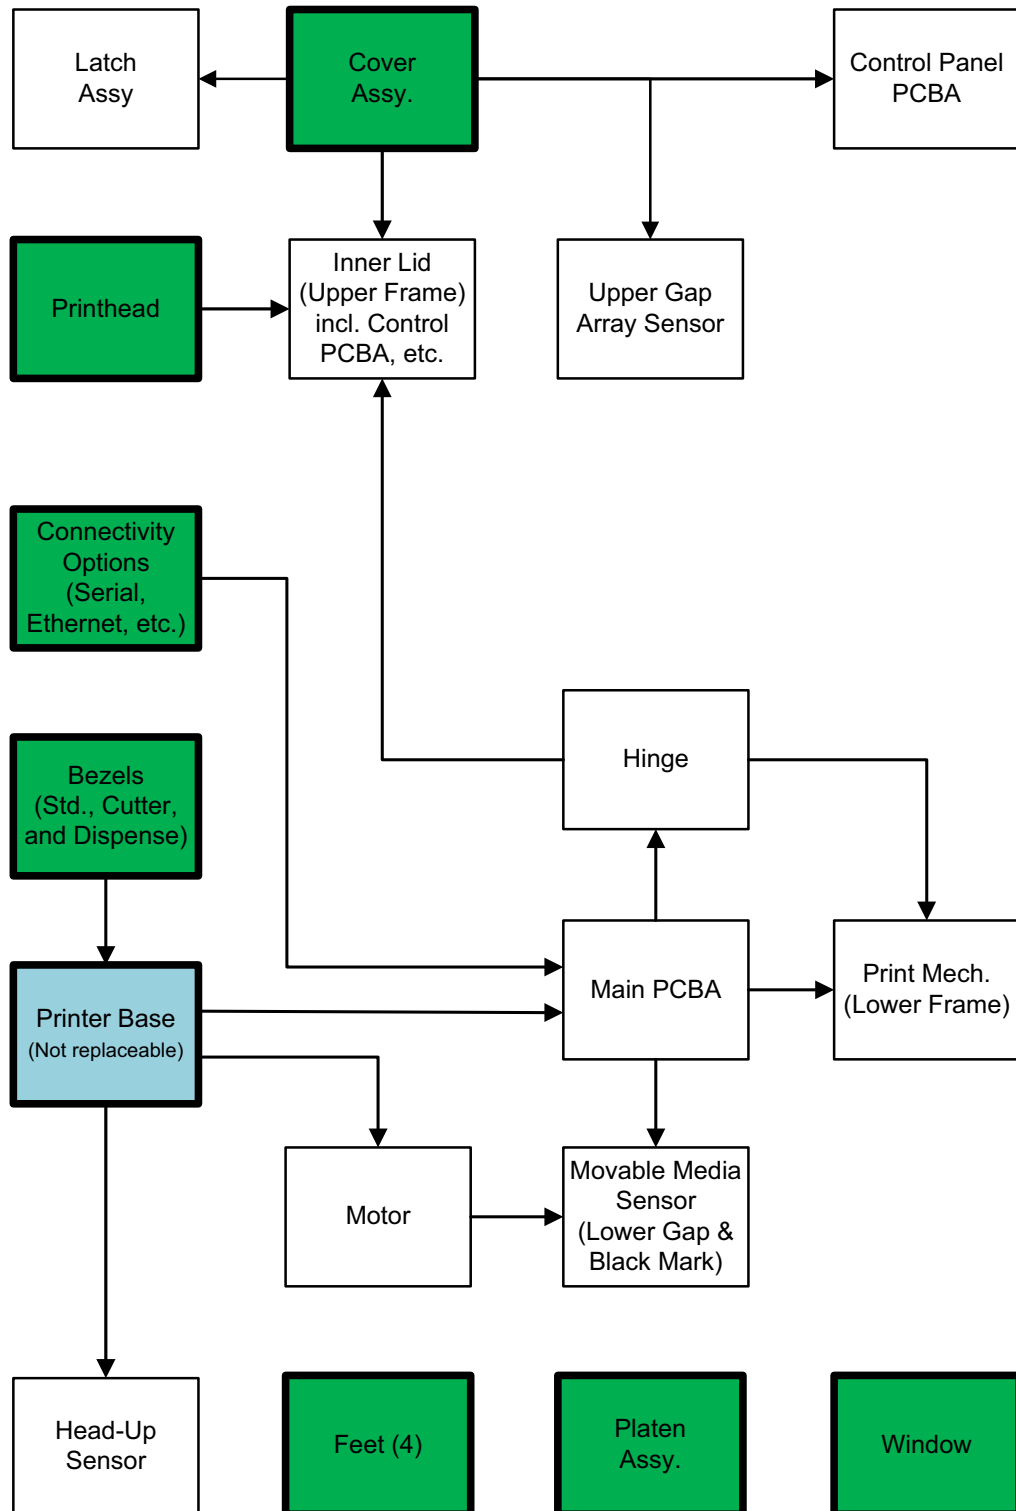 Latch
Assy
Cover
Assy.
Control Panel
PCBA
Printhead
Inner Lid
(Upper Frame)
incl. Control
PCBA, etc.
Upper Gap
Array Sensor
Connectivity
Options
(Serial,
Ethernet, etc.)
Hinge
Bezels
(Std., Cutter,
and Dispense)
Printer Base
(Not replaceable)
Main PCBA
Print Mech.
(Lower Frame)
Motor
Movable Media
Sensor
(Lower Gap &
Black Mark)
Head-Up
Sensor
Feet (4)
Platen
Assy.
Window